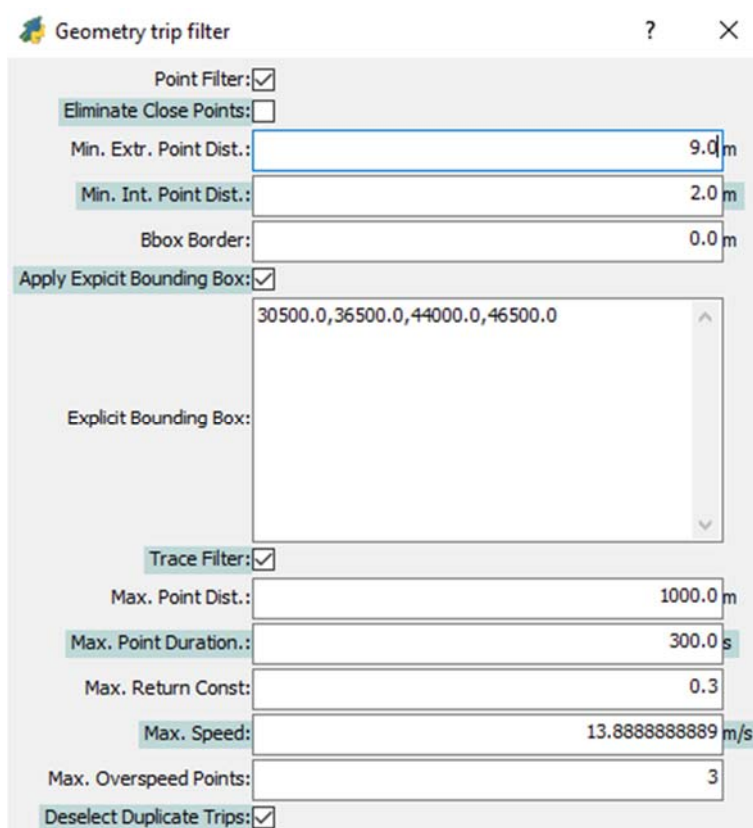 Geometry trip filter ?
Point Filter:
Eliminate Close Points:
Min. Extr. Point Dist.: 9.0 m
Min. Int. Point Dist.: 2.0 m
Bbox Border: 0.0 m
Apply Expicit Bounding Box:
30500.0,36500.0,44000.0,46500.0
Explicit Bounding Box:
Trace Filter:
Max. Point Dist.: 1000.0 m
Max. Point Duration.: 300.0 s
Max. Return Const: 0.3
Max. Speed: 13.8888888889 m/s
Max. Overspeed Points: 3
Deselect Duplicate Trips: